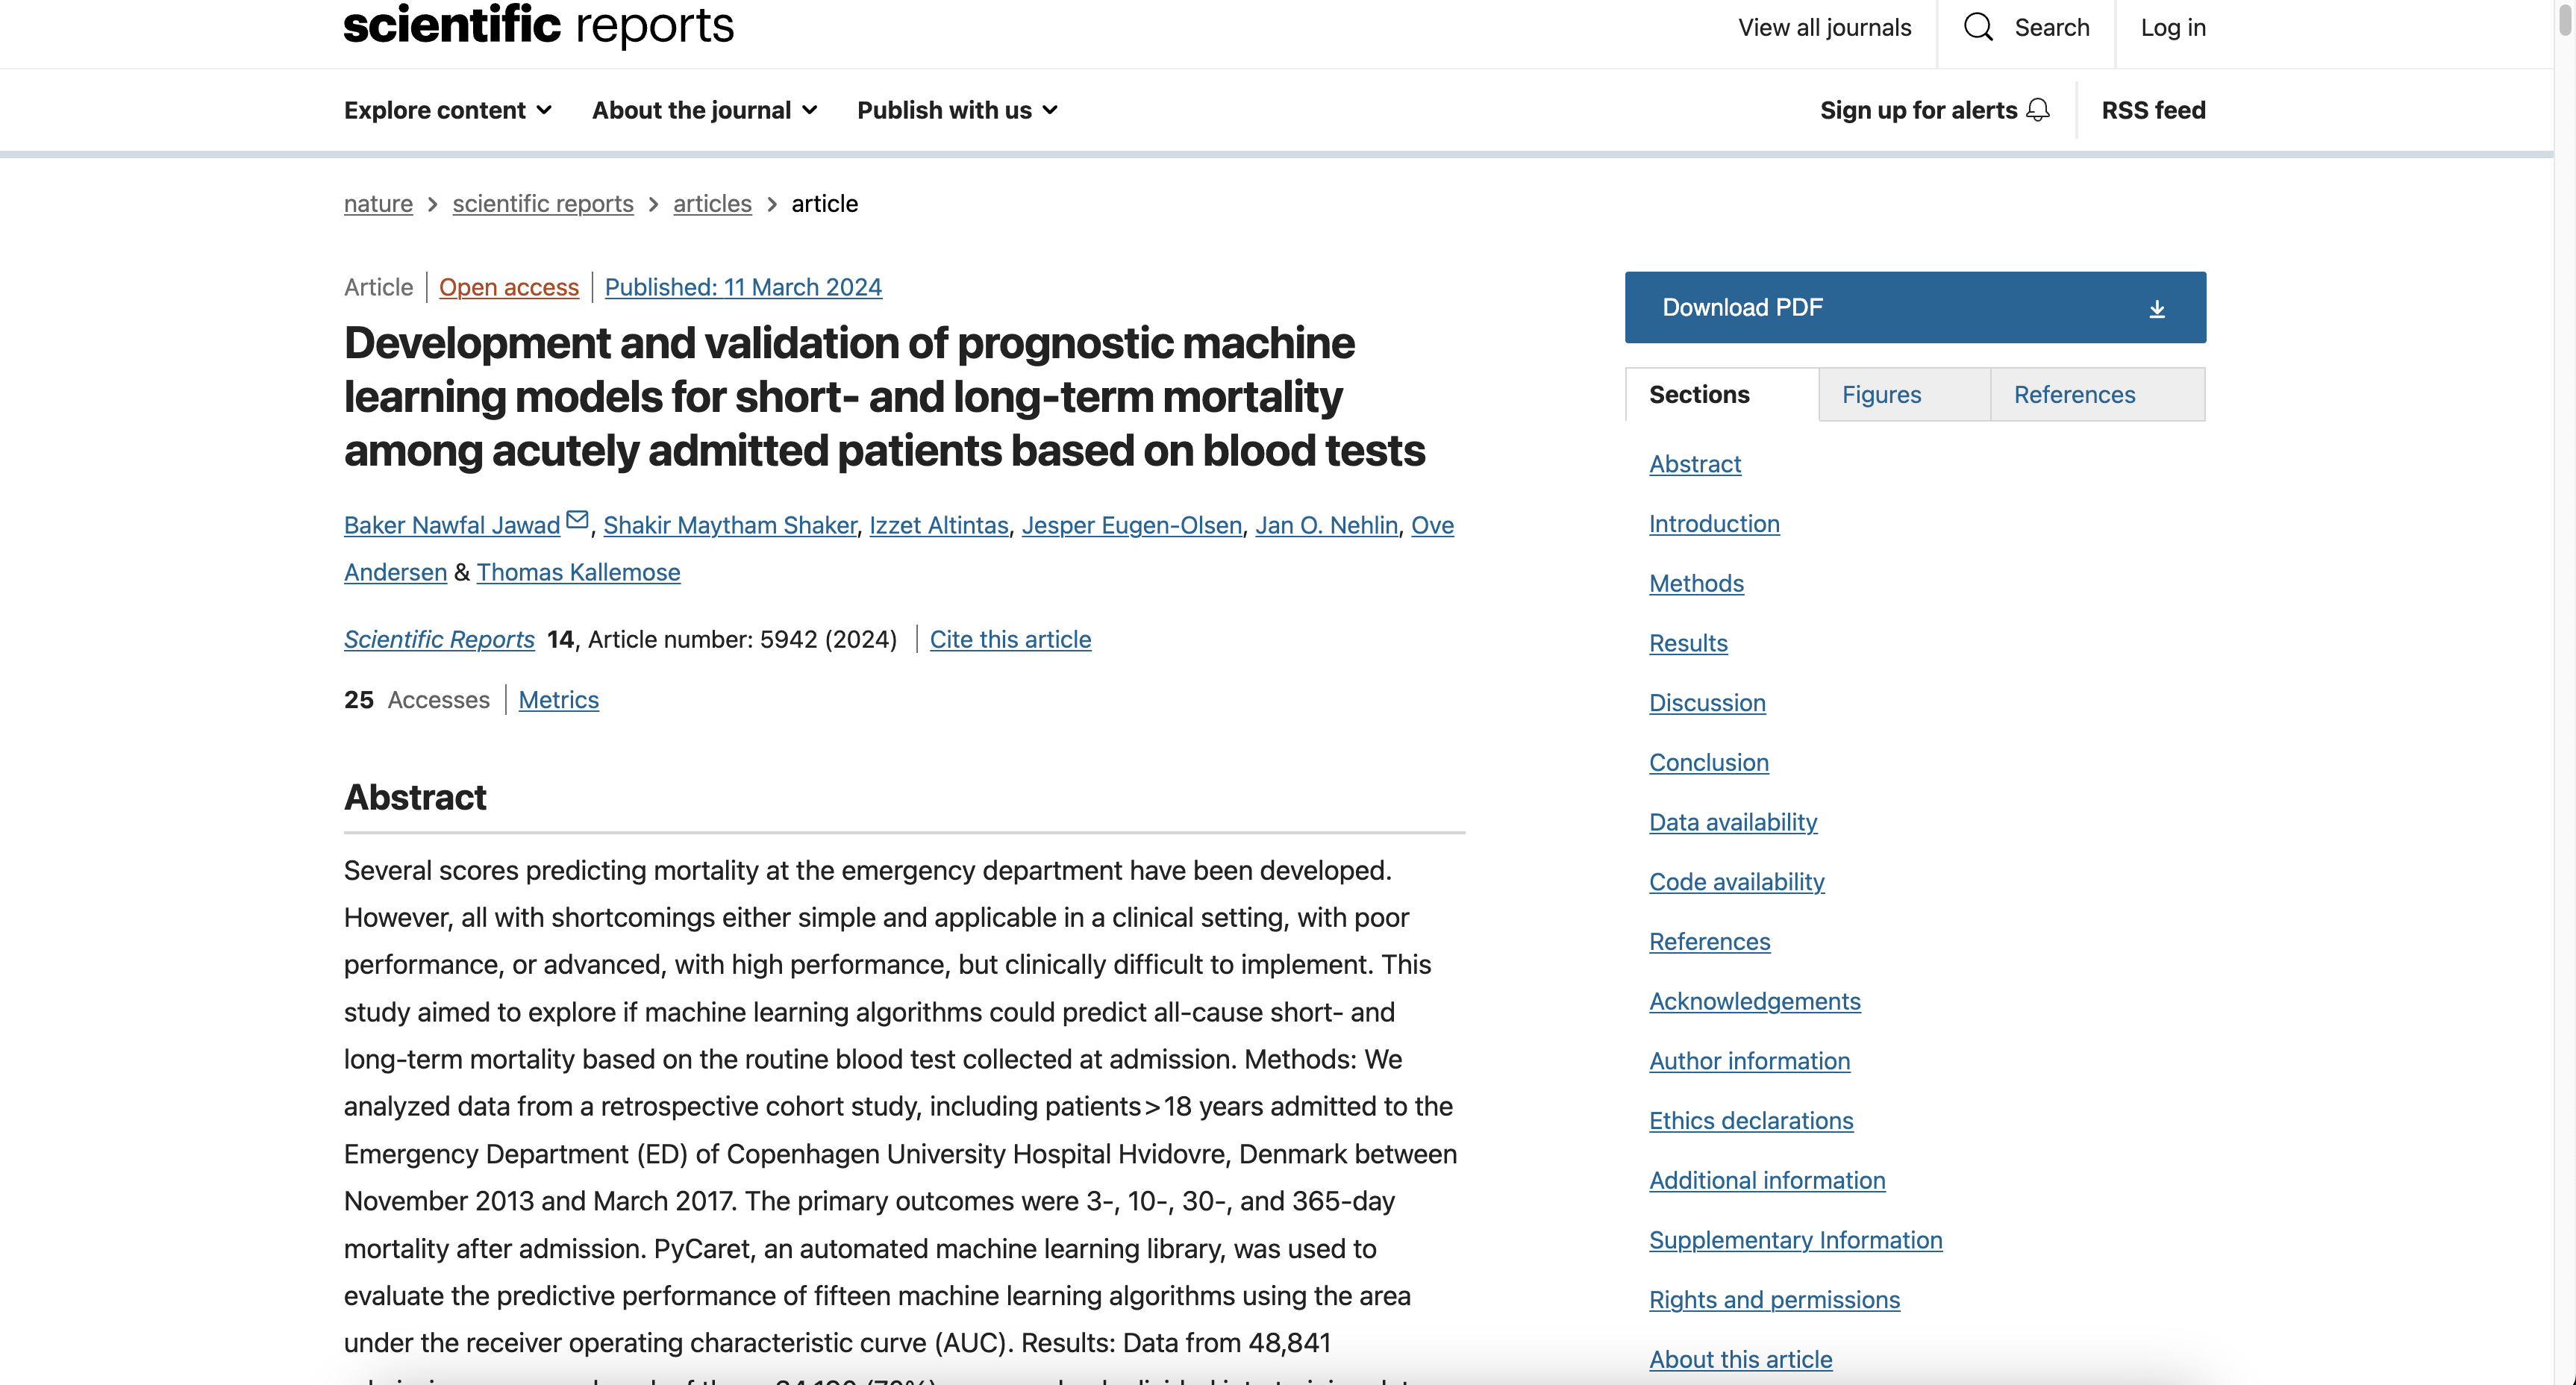 scientific reports
View all journals
Search
Log in
Explore content
About the journal
Publish with us
Sign up for alerts
RSS feed
nature > scientific reports > articles > article
Article | Open access | Published: 11 March 2024
Development and validation of prognostic machine
learning models for short- and long-term mortality
among acutely admitted patients based on blood tests
Baker Nawfal Jawad, Shakir Maytham Shaker, Izzet Altintas, Jesper Eugen-Olsen, Jan O. Nehlin, Ove
Andersen & Thomas Kallemose
Scientific Reports 14, Article number: 5942 (2024) | Cite this article
25 Accesses | Metrics
Abstract
Several scores predicting mortality at the emergency department have been developed.
However, all with shortcomings either simple and applicable in a clinical setting, with poor
performance, or advanced, with high performance, but clinically difficult to implement. This
study aimed to explore if machine learning algorithms could predict all-cause short- and
long-term mortality based on the routine blood test collected at admission. Methods: We
analyzed data from a retrospective cohort study, including patients > 18 years admitted to the
Emergency Department (ED) of Copenhagen University Hospital Hvidovre, Denmark between
November 2013 and March 2017. The primary outcomes were 3-, 10-, 30-, and 365-day
mortality after admission. PyCaret, an automated machine learning library, was used to
evaluate the predictive performance of fifteen machine learning algorithms using the area
under the receiver operating characteristic curve (AUC). Results: Data from 48,841
Download PDF
Sections
Figures
References
Abstract
Introduction
Methods
Results
Discussion
Conclusion
Data availability
Code availability
References
Acknowledgements
Author information
Ethics declarations
Additional information
Supplementary Information
Rights and permissions
About this article